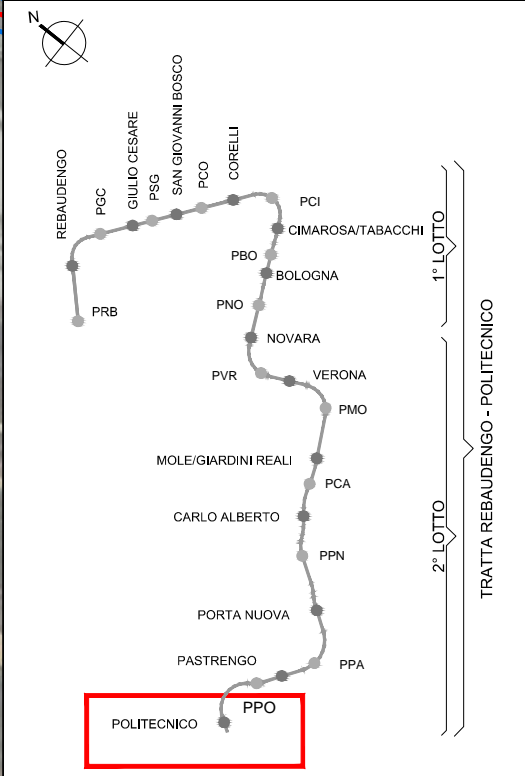 N
REBAUDENGO
PGC
GIULIO CESARE
PSG
SAN GIOVANNI BOSCO
PCO
CORELLI
PCI
CIMAROSA/TABACCHI
PBO
BOLOGNA
PRB
PNO
NOVARA
PVR
VERONA
PMO
MOLE/GIARDINI REALI
PCA
CARLO ALBERTO
PPN
PORTA NUOVA
PASTRENGO
PPA
PPO
POLITECNICO
1° LOTTO
2° LOTTO
TRATTA REBAUDENGO - POLITECNICO